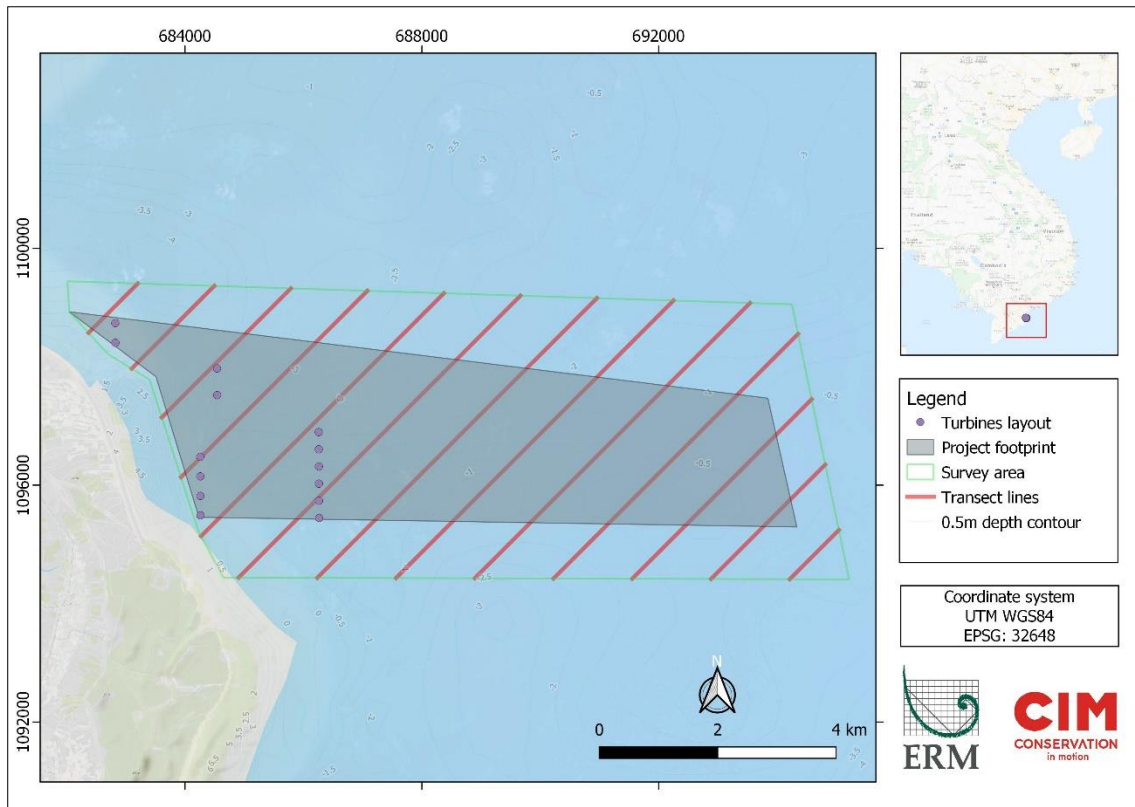 684000 688000 692000
1100000
1096000
1092000
N
0 2 4 km
Legend
Turbines layout
Project footprint
Survey area
Transect lines
0.5m depth contour
Coordinate system
UTM WGS84
EPSG: 32648
ERM
CIM
CONSERVATION
in motion